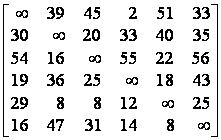 ∞ 39 45 2 51 33
30 ∞ 20 33 40 35
54 16 ∞ 55 22 56
19 36 25 ∞ 18 43
29 8 8 12 ∞ 25
16 47 31 14 8 ∞